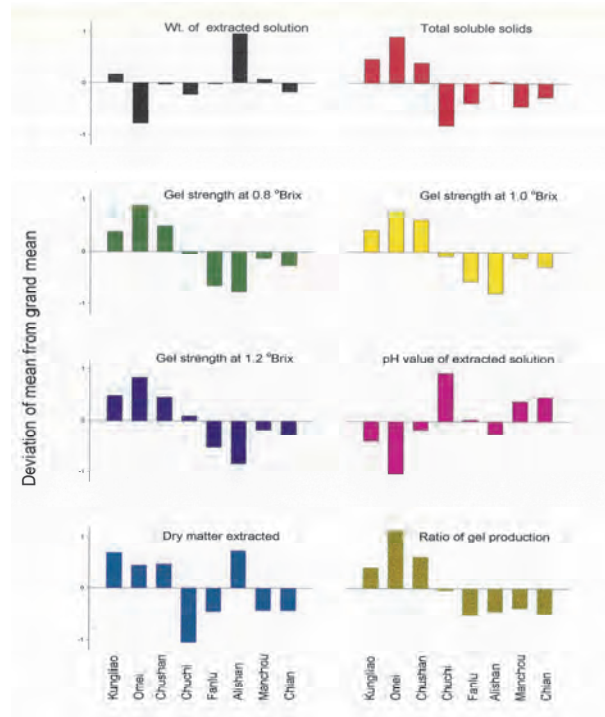 Wt. of extracted solution
Total soluble solids
1
0
-1
Gel strength at 0.8 °Brix
Gel strength at 1.0 °Brix
1
0
-1
Gel strength at 1.2 °Brix
pH value of extracted solution
1
0
-1
Dry matter extracted
Ratio of gel production
1
0
-1
Deviation of mean from grand mean
Kungliao
Omei
Chushan
Chuchi
Fanlu
Alishan
Manchou
Chian
Kungliao
Omei
Chushan
Chuchi
Fanlu
Alishan
Manchou
Chian